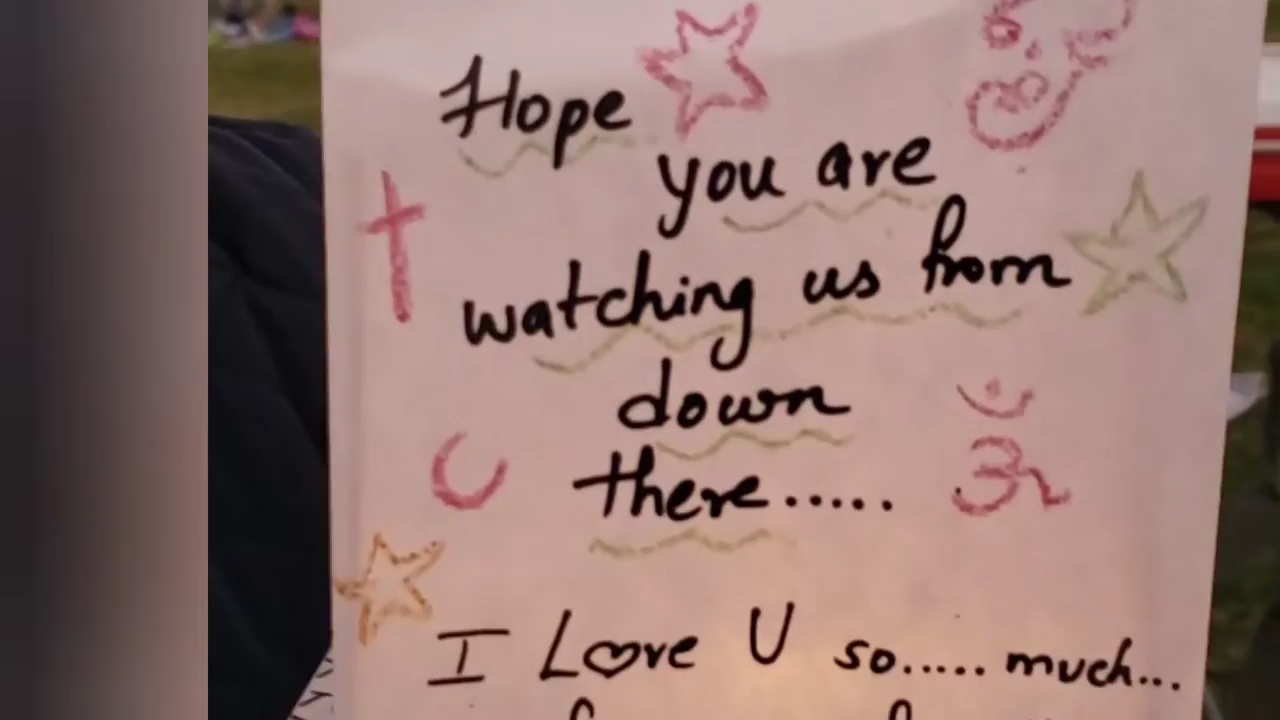 Hope
you are
watching us from
down
there.....
ॐ
I Love U so..... much...